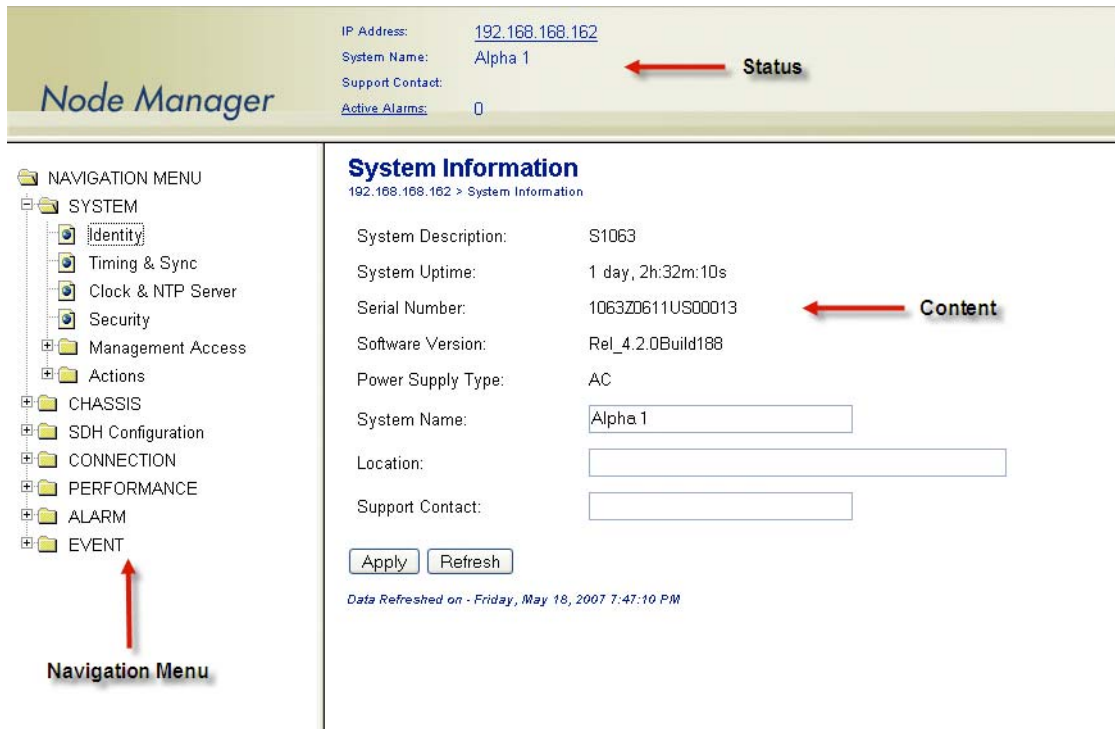 Node Manager
IP Address: 192.168.168.162
System Name: Alpha 1
Support Contact:
Active Alarms: 0
Status
NAVIGATION MENU
SYSTEM
Identity
Timing & Sync
Clock & NTP Server
Security
Management Access
Actions
CHASSIS
SDH Configuration
CONNECTION
PERFORMANCE
ALARM
EVENT
Navigation Menu
System Information
192.168.168.162 > System Information
System Description: S1063
System Uptime: 1 day, 2h:32m:10s
Serial Number: 1063Z0611US00013
Content
Software Version: Rel_4.2.0Build188
Power Supply Type: AC
System Name: Alpha 1
Location:
Support Contact:
Apply Refresh
Data Refreshed on - Friday, May 18, 2007 7:47:10 PM